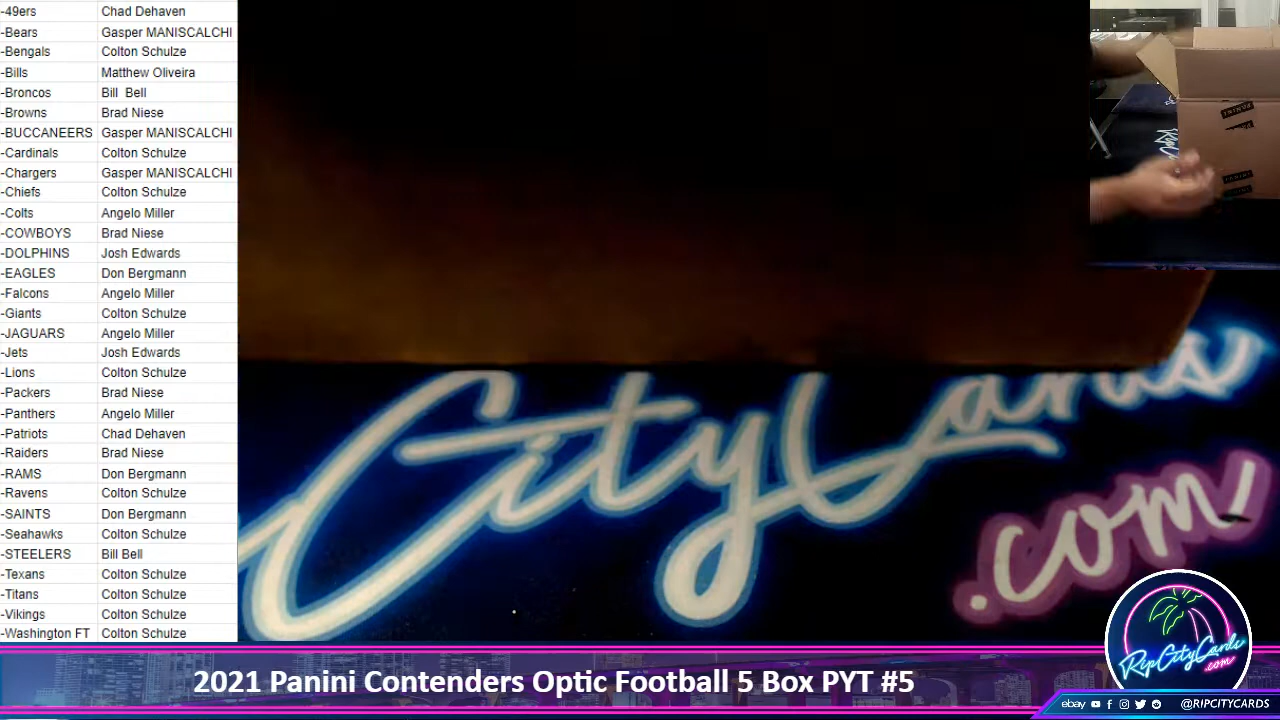 -49ers Chad Dehaven
-Bears Gasper MANISCALCHI
-Bengals Colton Schulze
-Bills Matthew Oliveira
-Broncos Bill Bell
-Browns Brad Niese
-BUCCANEERS Gasper MANISCALCHI
-Cardinals Colton Schulze
-Chargers Gasper MANISCALCHI
-Chiefs Colton Schulze
-Colts Angelo Miller
-COWBOYS Brad Niese
-DOLPHINS Josh Edwards
-EAGLES Don Bergmann
-Falcons Angelo Miller
-Giants Colton Schulze
-JAGUARS Angelo Miller
-Jets Josh Edwards
-Lions Colton Schulze
-Packers Brad Niese
-Panthers Angelo Miller
-Patriots Chad Dehaven
-Raiders Brad Niese
-RAMS Don Bergmann
-Ravens Colton Schulze
-SAINTS Don Bergmann
-Seahawks Colton Schulze
-STEELERS Bill Bell
-Texans Colton Schulze
-Titans Colton Schulze
-Vikings Colton Schulze
-Washington FT Colton Schulze
PANINI
CityCards
.com
RipCityCards
.com
2021 Panini Contenders Optic Football 5 Box PYT #5
ebay @RIPCITYCARDS